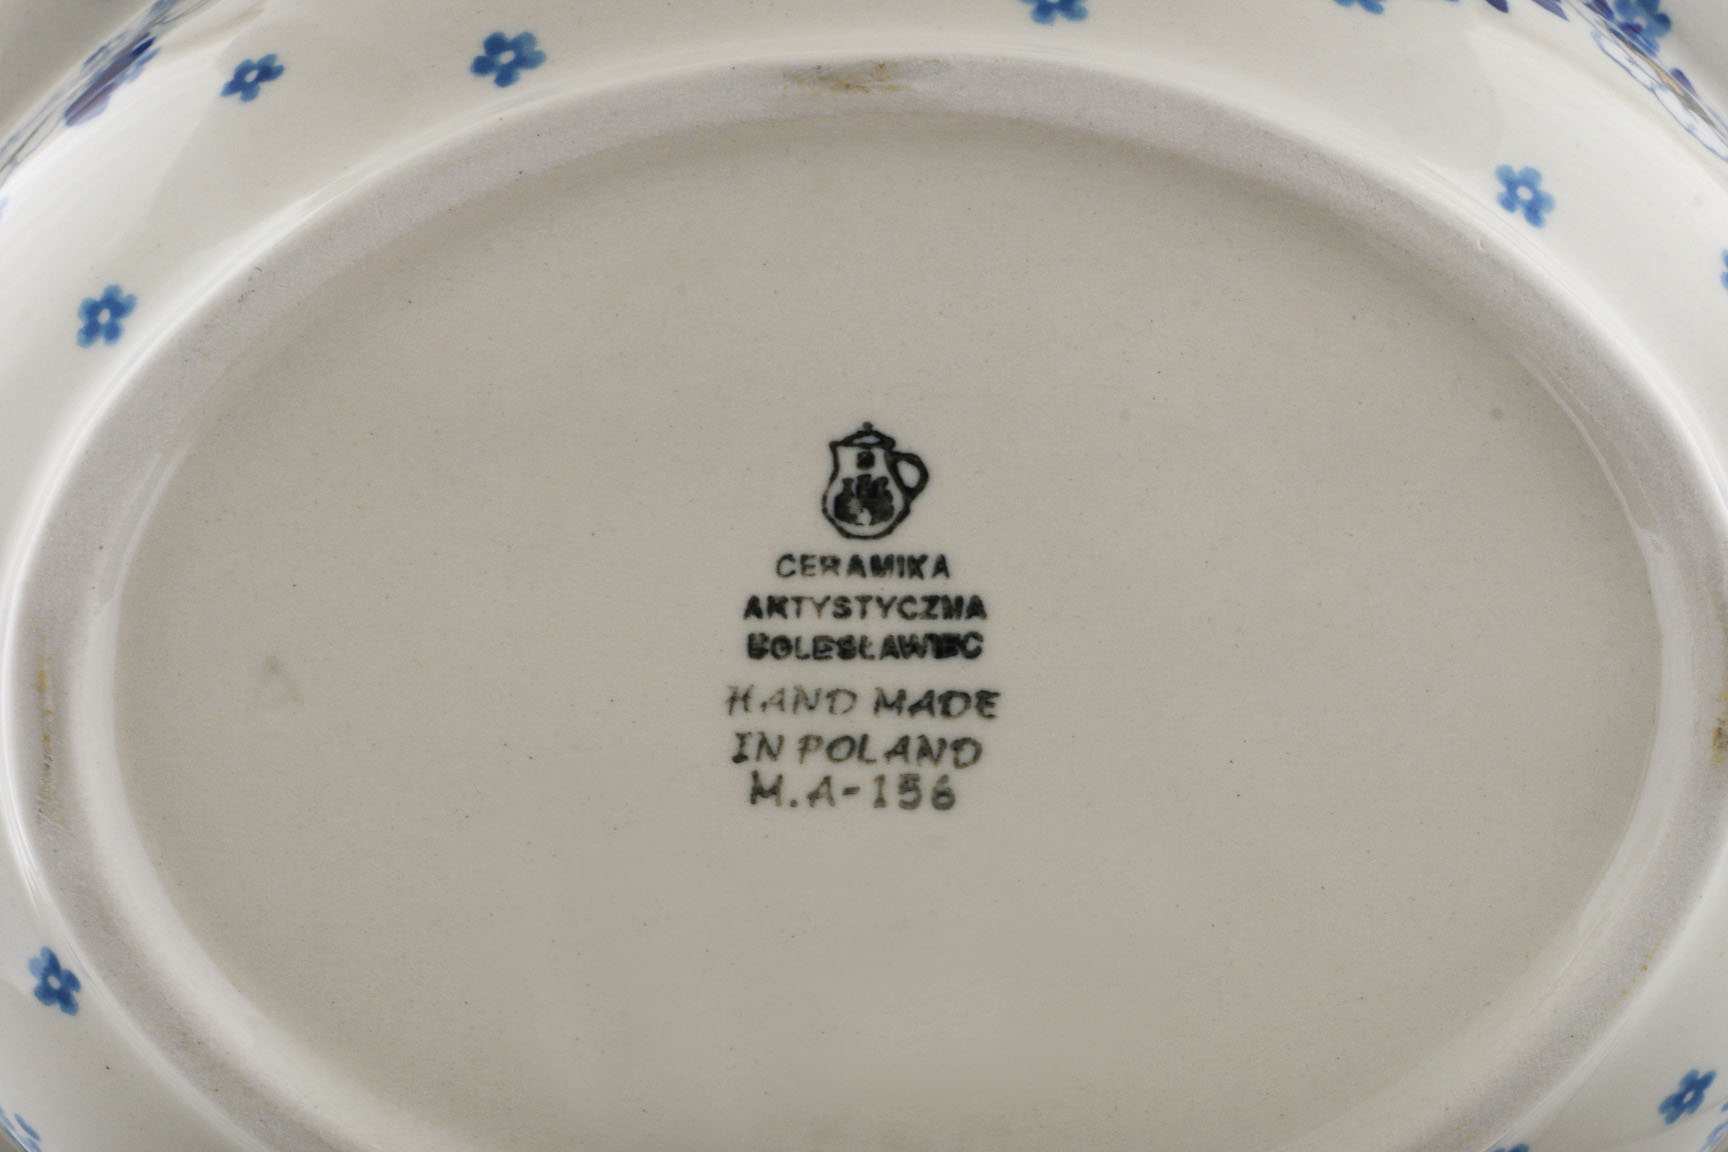 CERAMIKA
ARTYSTYCZNA
BOLESŁAWIEC
HAND MADE
IN POLAND
M.A-156